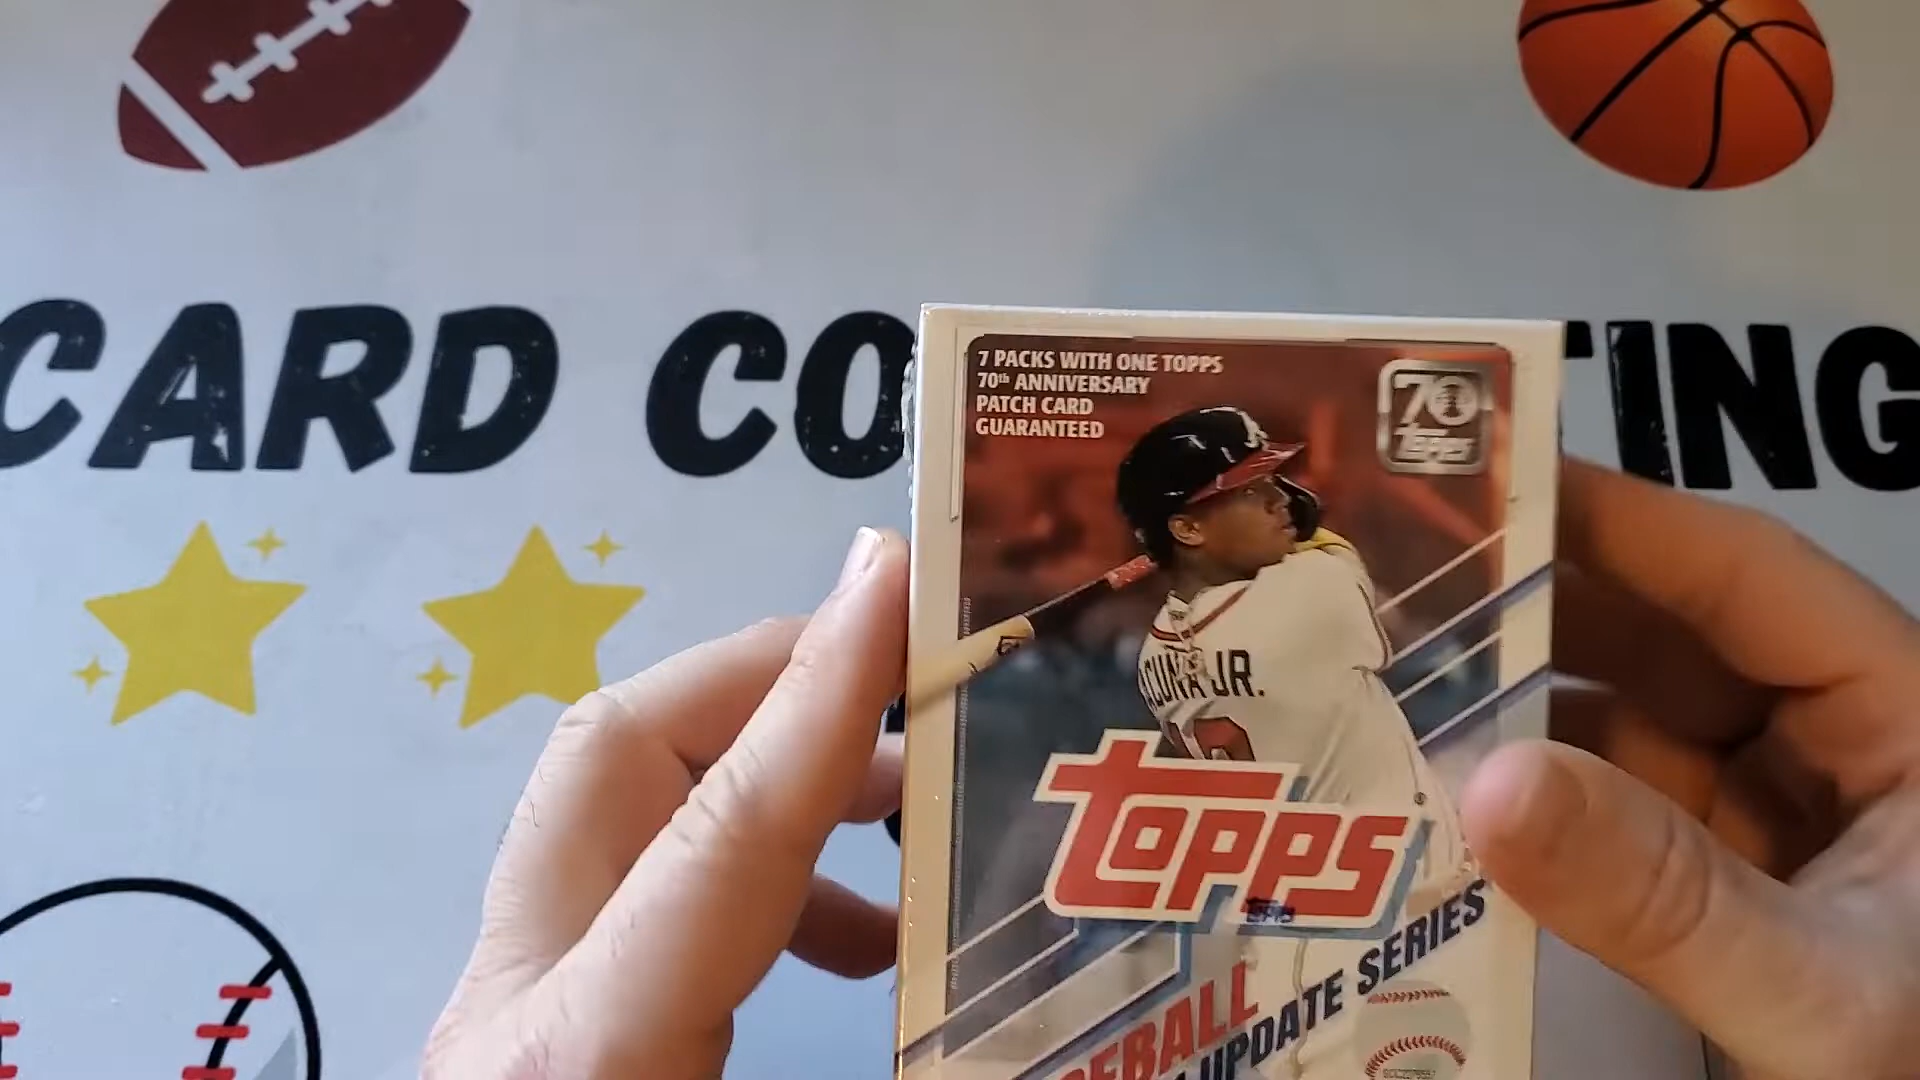 CARD CO
TING
7 PACKS WITH ONE TOPPS
70th ANNIVERSARY
PATCH CARD
GUARANTEED
70
Topps
ACUNA JR.
Topps
Topps
EBALL
UPDATE SERIES